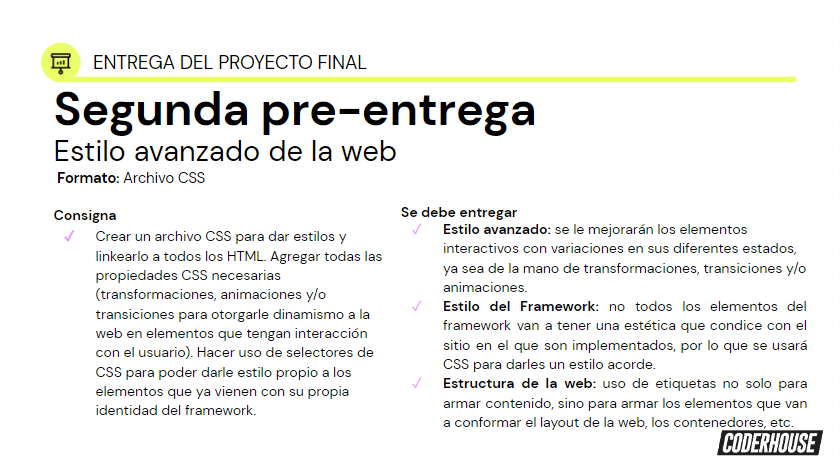 ENTREGA DEL PROYECTO FINAL
Segunda pre-entrega
Estilo avanzado de la web
Formato: Archivo CSS
Consigna
Crear un archivo CSS para dar estilos y
linkearlo a todos los HTML. Agregar todas las
propiedades CSS necesarias
(transformaciones, animaciones y/o
transiciones para otorgarle dinamismo a la
web en elementos que tengan interacción
con el usuario). Hacer uso de selectores de
CSS para poder darle estilo propio a los
elementos que ya vienen con su propia
identidad del framework.
Se debe entregar
Estilo avanzado: se le mejorarán los elementos
interactivos con variaciones en sus diferentes estados,
ya sea de la mano de transformaciones, transiciones y/o
animaciones.
Estilo del Framework: no todos los elementos del
framework van a tener una estética que condice con el
sitio en el que son implementados, por lo que se usará
CSS para darles un estilo acorde.
Estructura de la web: uso de etiquetas no solo para
armar contenido, sino para armar los elementos que van
a conformar el layout de la web, los contenedores, etc.
CODERHOUSE